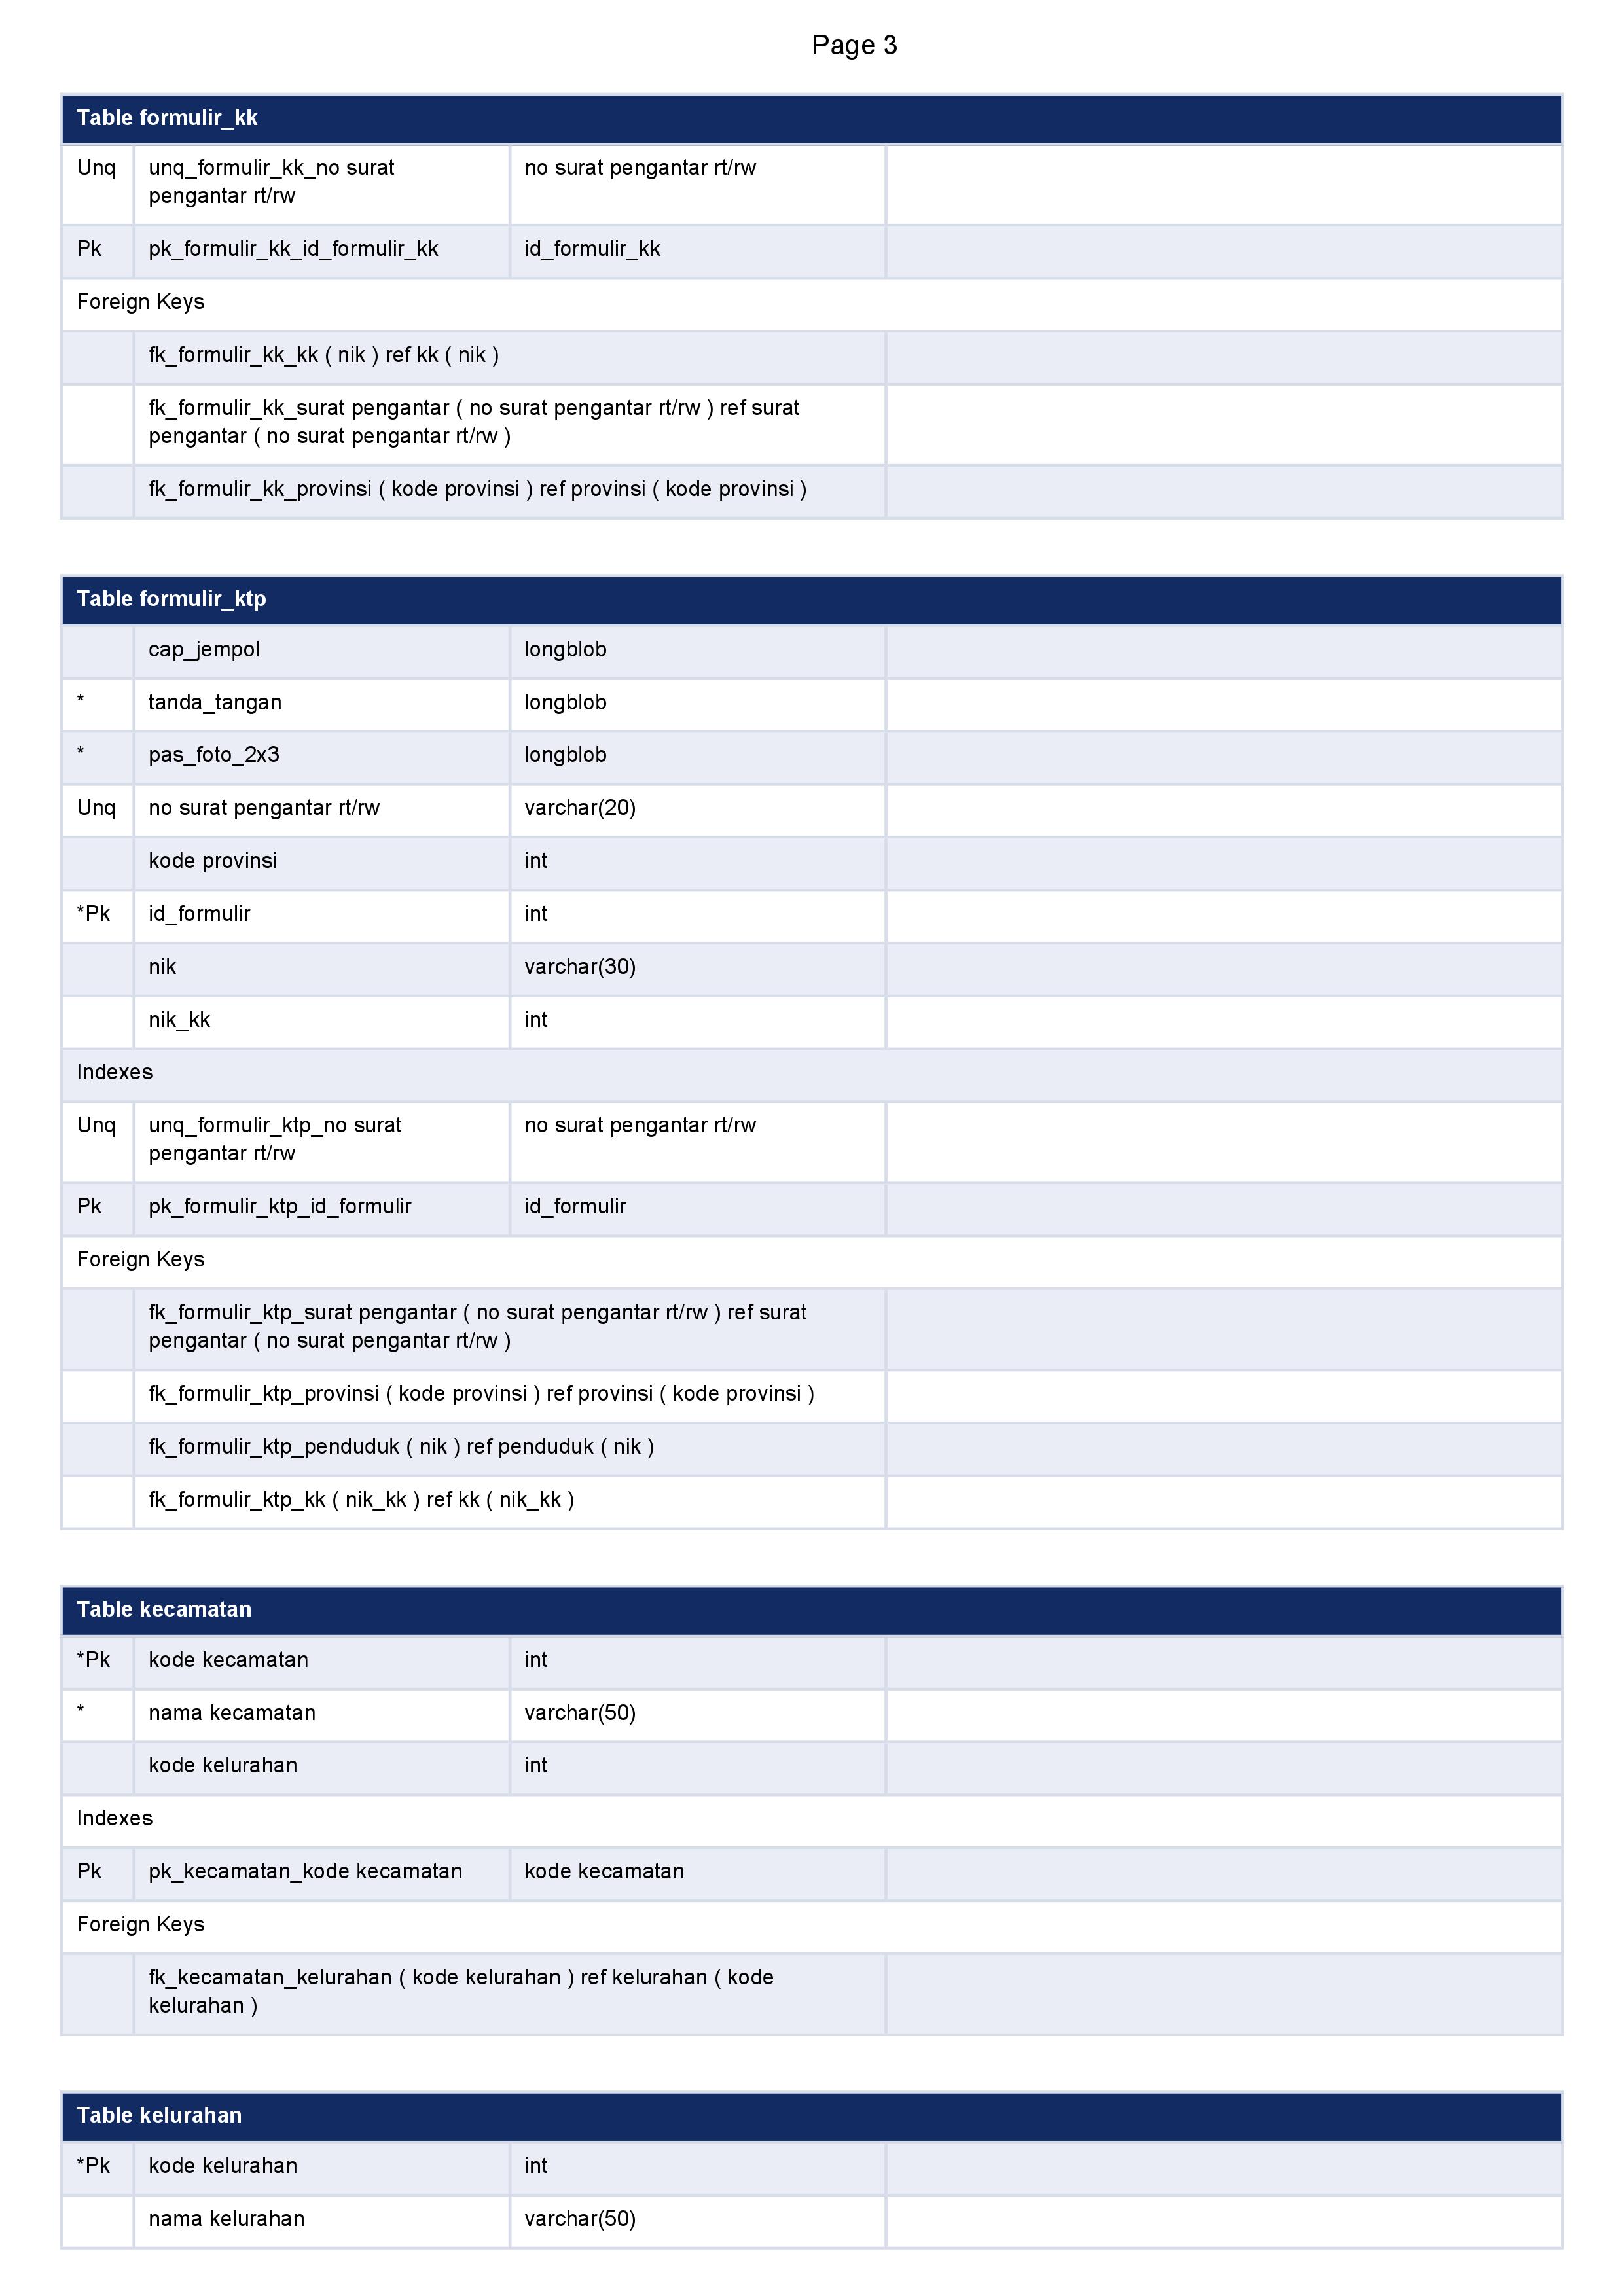 Page 3
Table formulir_kk
Unq unq_formulir_kk_no surat no surat pengantar rt/rw
pengantar rt/rw
Pk pk_formulir_kk_id_formulir_kk id_formulir_kk
Foreign Keys
fk_formulir_kk_kk ( nik ) ref kk ( nik )
fk_formulir_kk_surat pengantar ( no surat pengantar rt/rw ) ref surat
pengantar ( no surat pengantar rt/rw )
fk_formulir_kk_provinsi ( kode provinsi ) ref provinsi ( kode provinsi )
Table formulir_ktp
cap_jempol longblob
* tanda_tangan longblob
* pas_foto_2x3 longblob
Unq no surat pengantar rt/rw varchar(20)
kode provinsi int
*Pk id_formulir int
nik varchar(30)
nik_kk int
Indexes
Unq unq_formulir_ktp_no surat no surat pengantar rt/rw
pengantar rt/rw
Pk pk_formulir_ktp_id_formulir id_formulir
Foreign Keys
fk_formulir_ktp_surat pengantar ( no surat pengantar rt/rw ) ref surat
pengantar ( no surat pengantar rt/rw )
fk_formulir_ktp_provinsi ( kode provinsi ) ref provinsi ( kode provinsi )
fk_formulir_ktp_penduduk ( nik ) ref penduduk ( nik )
fk_formulir_ktp_kk ( nik_kk ) ref kk ( nik_kk )
Table kecamatan
*Pk kode kecamatan int
* nama kecamatan varchar(50)
kode kelurahan int
Indexes
Pk pk_kecamatan_kode kecamatan kode kecamatan
Foreign Keys
fk_kecamatan_kelurahan ( kode kelurahan ) ref kelurahan ( kode
kelurahan )
Table kelurahan
*Pk kode kelurahan int
nama kelurahan varchar(50)